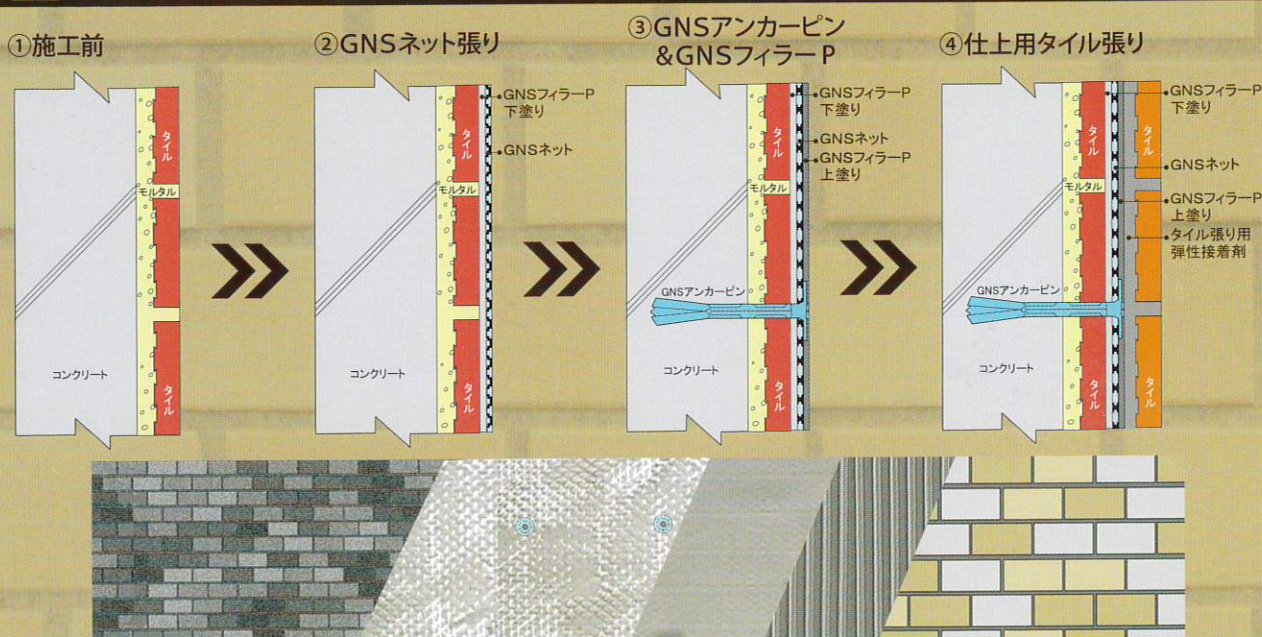 ①施工前
タイル
モルタル
コンクリート
タイル
②GNSネット張り
GNSフィラーP
下塗り
GNSネット
タイル
モルタル
コンクリート
タイル
③GNSアンカーピン
&GNSフィラーP
GNSフィラーP
下塗り
GNSネット
GNSフィラーP
上塗り
タイル
モルタル
GNSアンカーピン
コンクリート
タイル
④仕上用タイル張り
GNSフィラーP
下塗り
GNSネット
GNSフィラーP
上塗り
タイル張り用
弾性接着剤
タイル
タイル
モルタル
GNSアンカーピン
コンクリート
タイル
タイル